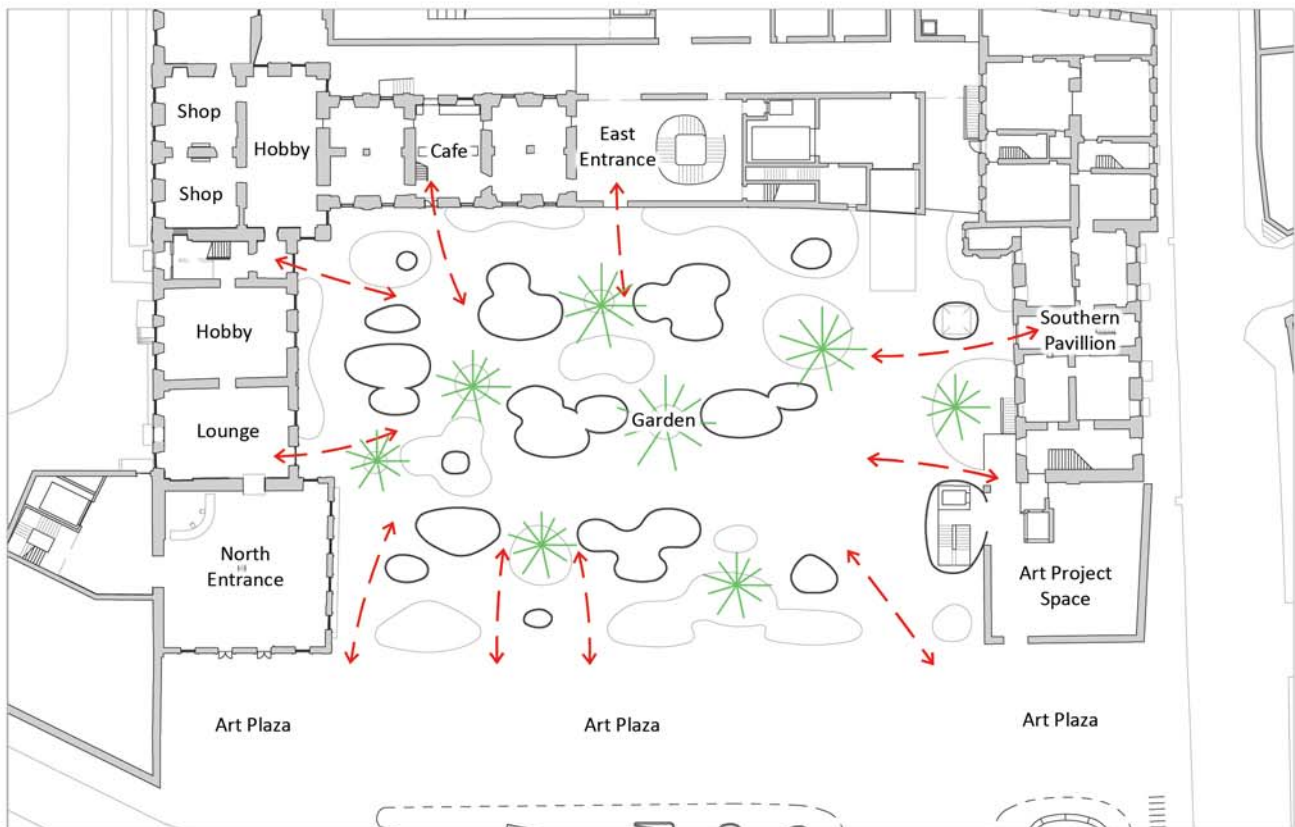 Shop
Hobby
Cafe
East
Entrance
Shop
Hobby
Southern
Pavillion
Lounge
Garden
North
Entrance
Art Project
Space
Art Plaza
Art Plaza
Art Plaza